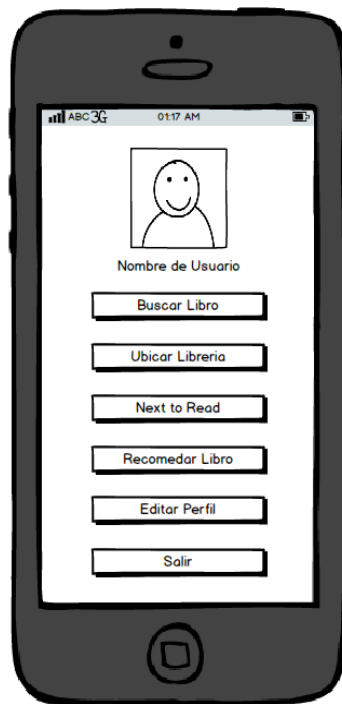 ABC 3G 01:17 AM
Nombre de Usuario
Buscar Libro
Ubicar Libreria
Next to Read
Recomedar Libro
Editar Perfil
Salir